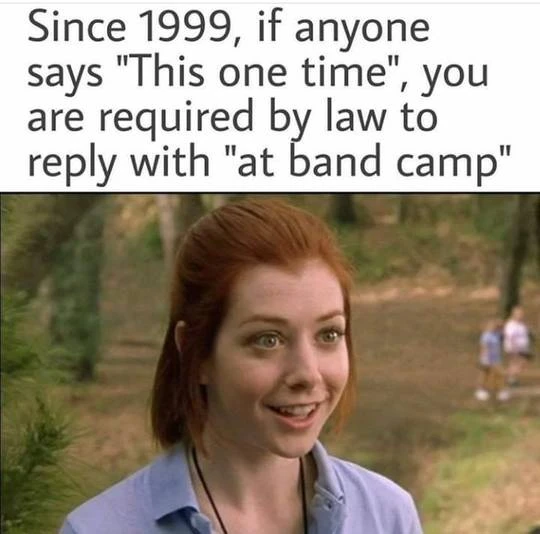 Since 1999, if anyone
says "This one time", you
are required by law to
reply with "at band camp"